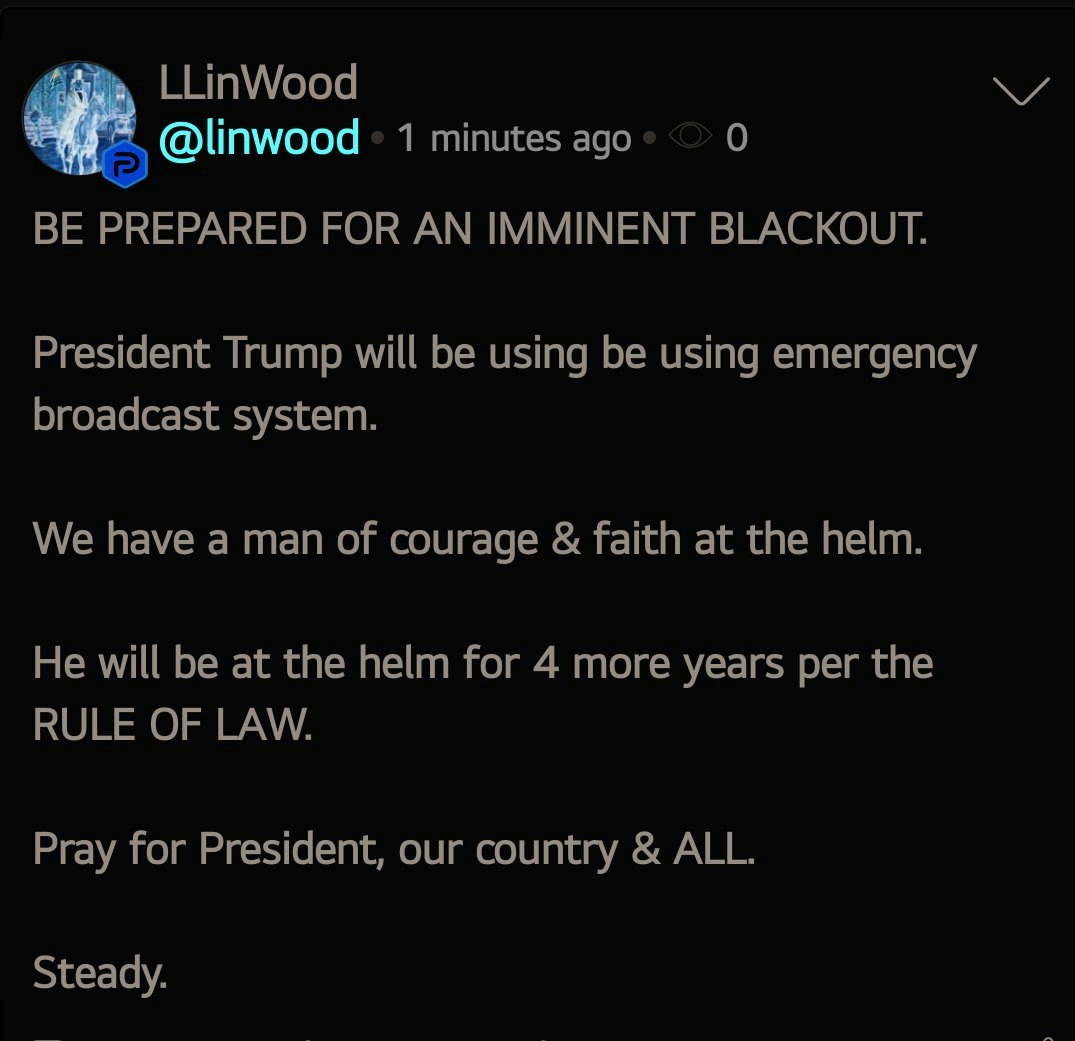 LLinWood
@linwood • 1 minutes ago • 0
BE PREPARED FOR AN IMMINENT BLACKOUT.
President Trump will be using be using emergency
broadcast system.
We have a man of courage & faith at the helm.
He will be at the helm for 4 more years per the
RULE OF LAW.
Pray for President, our country & ALL.
Steady.